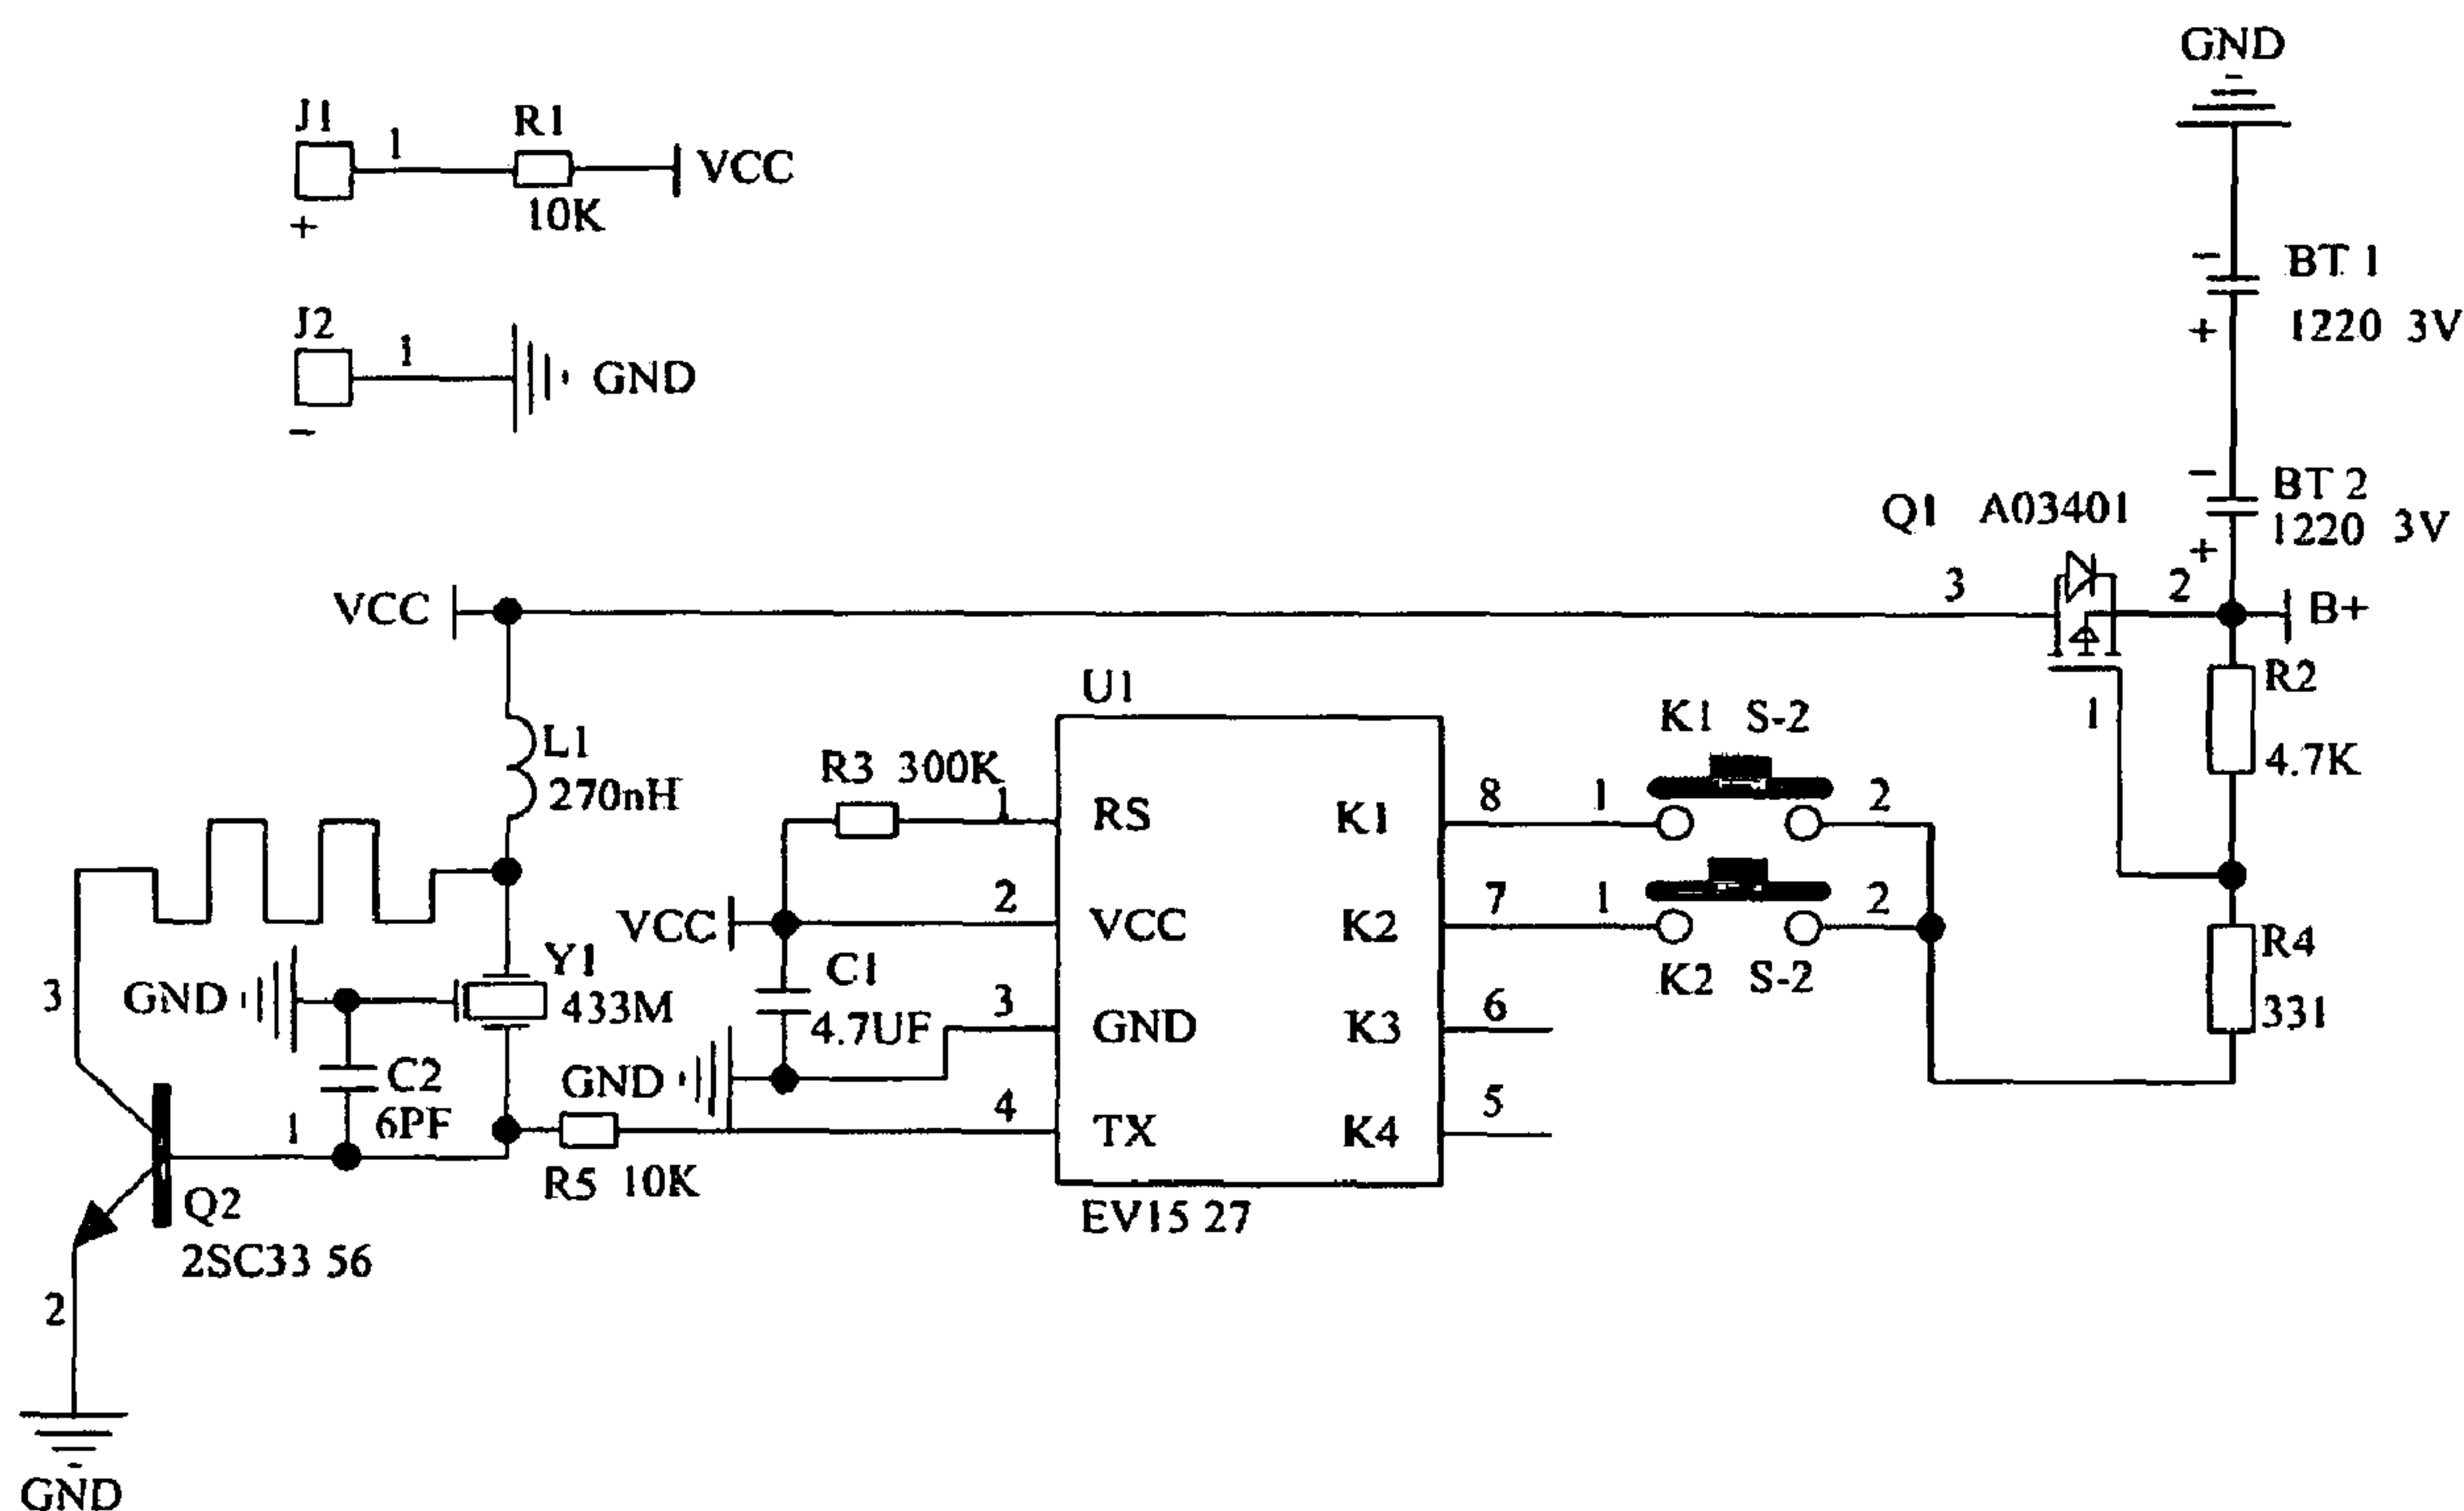 GND
J1
1
R1
VCC
+
10K
BT 1
1220 3V
-
+
J2
1
GND
-
BT 2
1220 3V
-
+
Q1 A03401
3
2
B+
VCC
1
R2
4.7K
U1
K1 S-2
L1
270nH
R3 300K
1
RS
K1
8
1
2
VCC
2
VCC
K2
7
1
2
K2 S-2
R4
331
3
GND
Y1
433M
C1
4.7UF
3
GND
K3
6
C2
6PF
GND
1
4
TX
K4
5
R5 10K
Q2
2SC33 56
EV15 27
2
GND